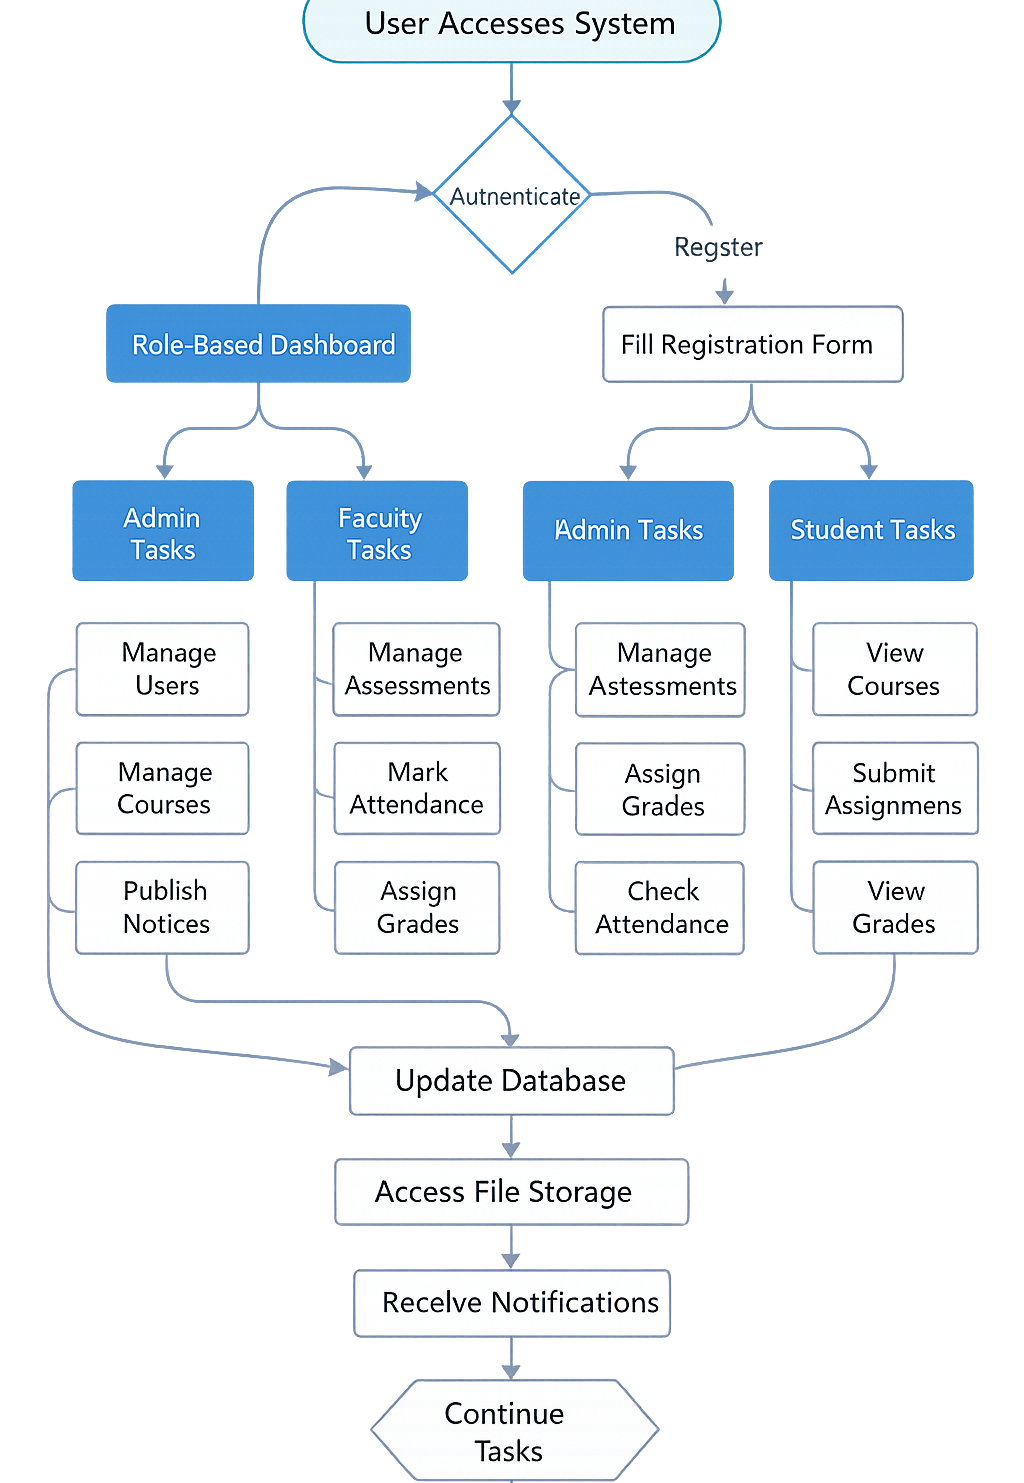 User Accesses System
Autnenticate
Regster
Role-Based Dashboard
Fill Registration Form
Admin
Tasks
Facuity
Tasks
Admin Tasks
Student Tasks
Manage
Users
Manage
Assessments
Manage
Astessments
View
Courses
Manage
Courses
Mark
Attendance
Assign
Grades
Submit
Assignmens
Publish
Notices
Assign
Grades
Check
Attendance
View
Grades
Update Database
Access File Storage
Recelve Notifications
Continue
Tasks